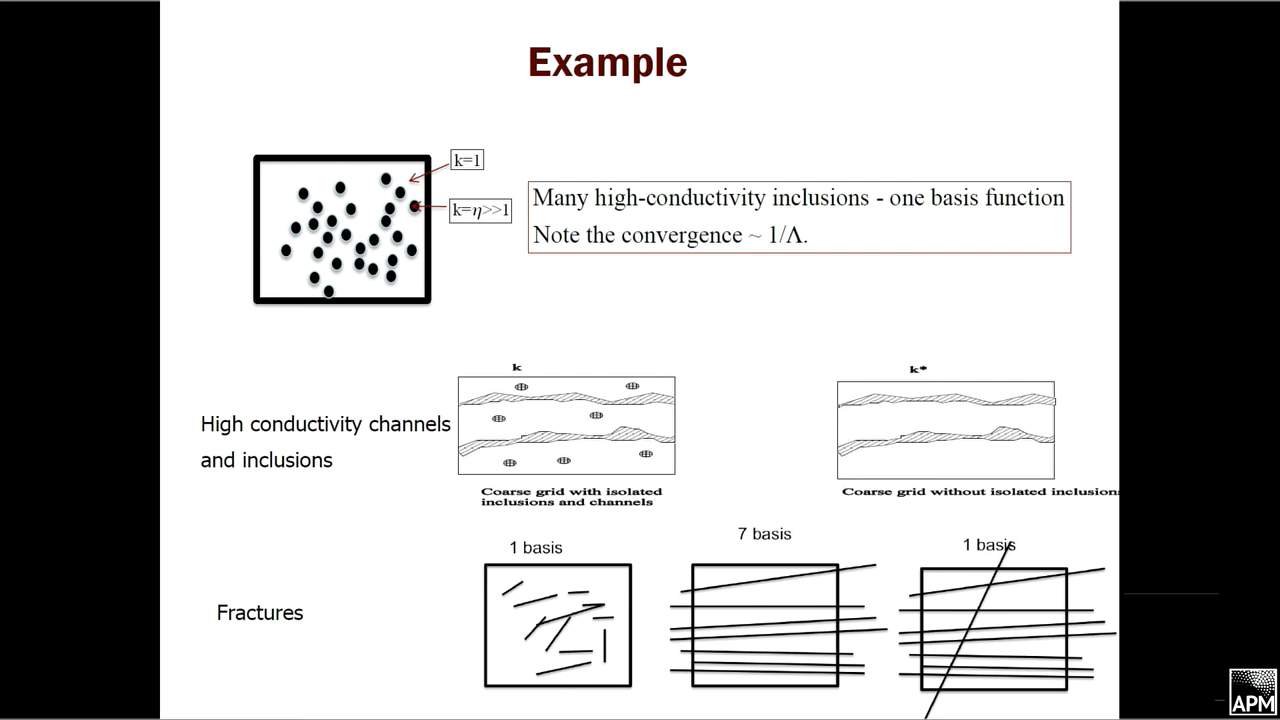 Example
k=1
k=η>>1
Many high-conductivity inclusions - one basis function
Note the convergence ~ 1/Λ.
k
k*
High conductivity channels
and inclusions
Coarse grid with isolated
inclusions and channels
Coarse grid without isolated inclusion
1 basis
7 basis
1 basis
Fractures
APM